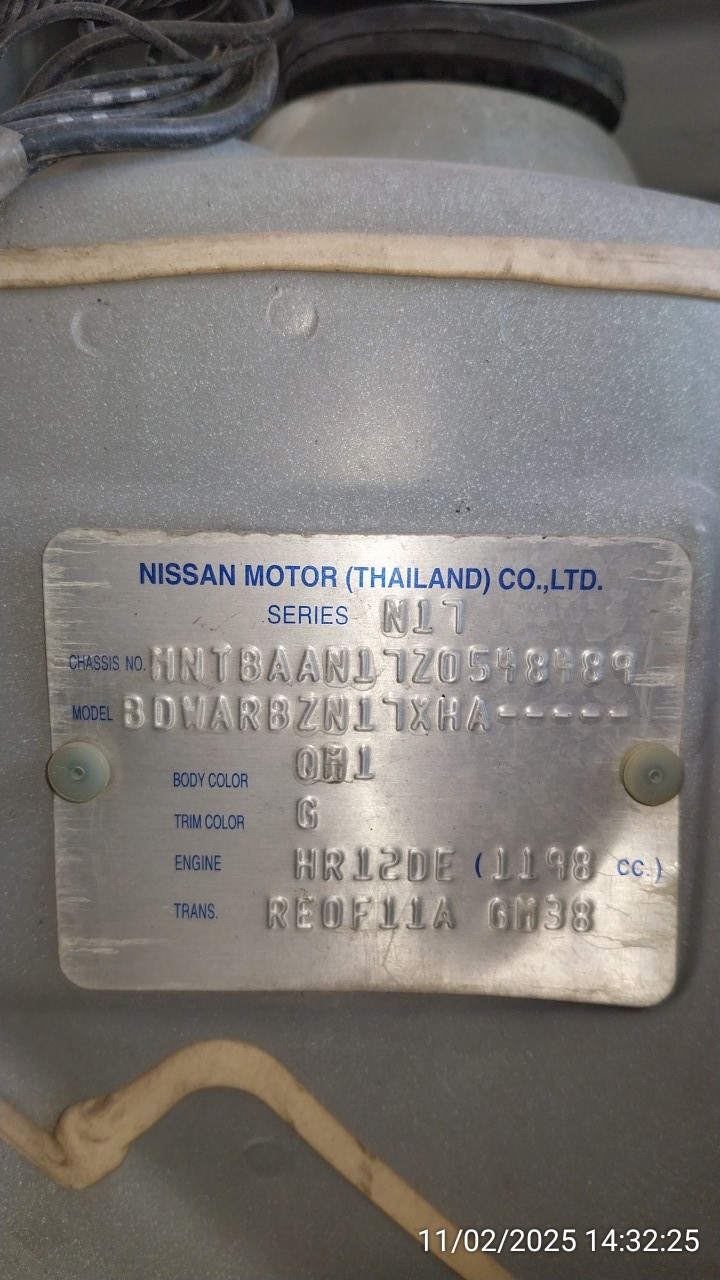 NISSAN MOTOR (THAILAND) CO.,LTD.
SERIES N17
CHASSIS NO. MNTBAAN17Z0548489
MODEL BDWARBZN17XHA-----
BODY COLOR QM1
TRIM COLOR G
ENGINE HR12DE (1198 CC.)
TRANS. RE0F11A GM38
11/02/2025 14:32:25